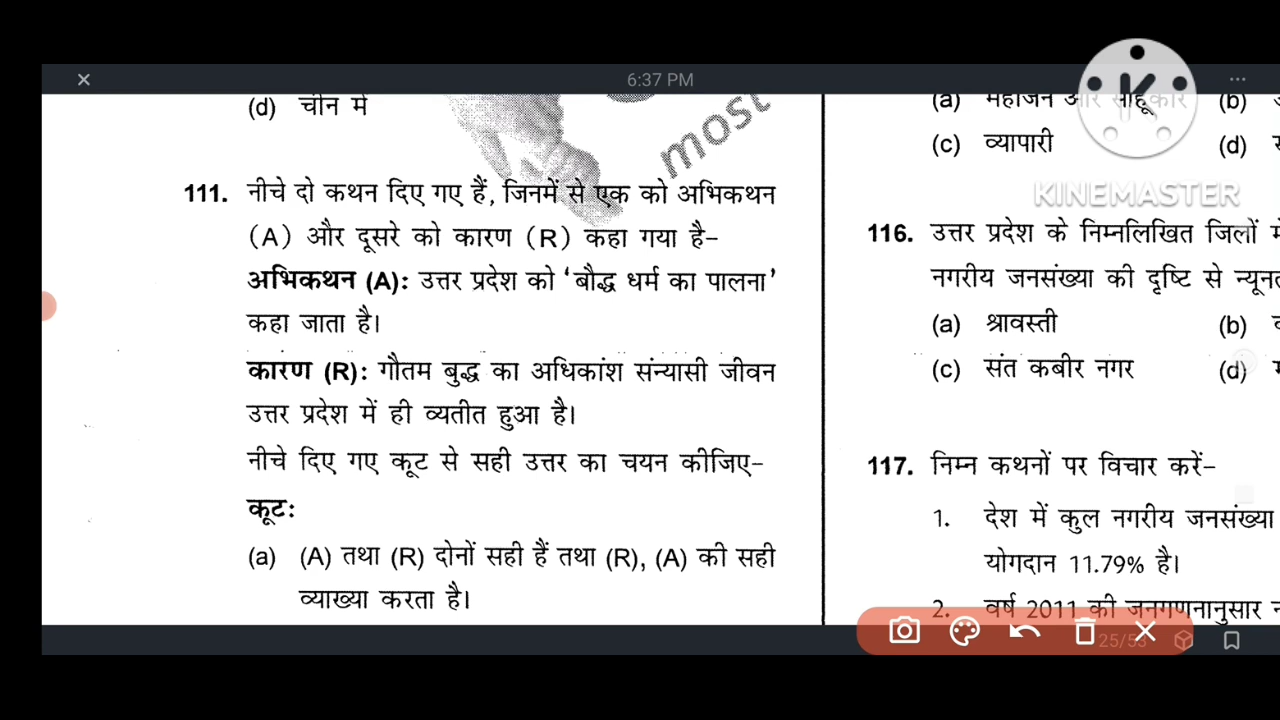 6:37 PM
(d) चीन में
most
111. नीचे दो कथन दिए गए हैं, जिनमें से एक को अभिकथन
(A) और दूसरे को कारण (R) कहा गया है–
अभिकथन (A): उत्तर प्रदेश को ‘बौद्ध धर्म का पालना’
कहा जाता है।
कारण (R): गौतम बुद्ध का अधिकांश संन्यासी जीवन
उत्तर प्रदेश में ही व्यतीत हुआ है।
नीचे दिए गए कूट से सही उत्तर का चयन कीजिए–
कूट:
(a) (A) तथा (R) दोनों सही हैं तथा (R), (A) की सही
व्याख्या करता है।
(a) महाजन और साहूकार (b)
(c) व्यापारी (d)
KINEMASTER
116. उत्तर प्रदेश के निम्नलिखित जिलों
नगरीय जनसंख्या की दृष्टि से
(a) श्रावस्ती (b)
(c) संत कबीर नगर (d)
117. निम्न कथनों पर विचार करें–
1. देश में कुल नगरीय जनसंख्या
योगदान 11.79% है।
2. वर्ष 2011 की जनगणनानुसार
25/53